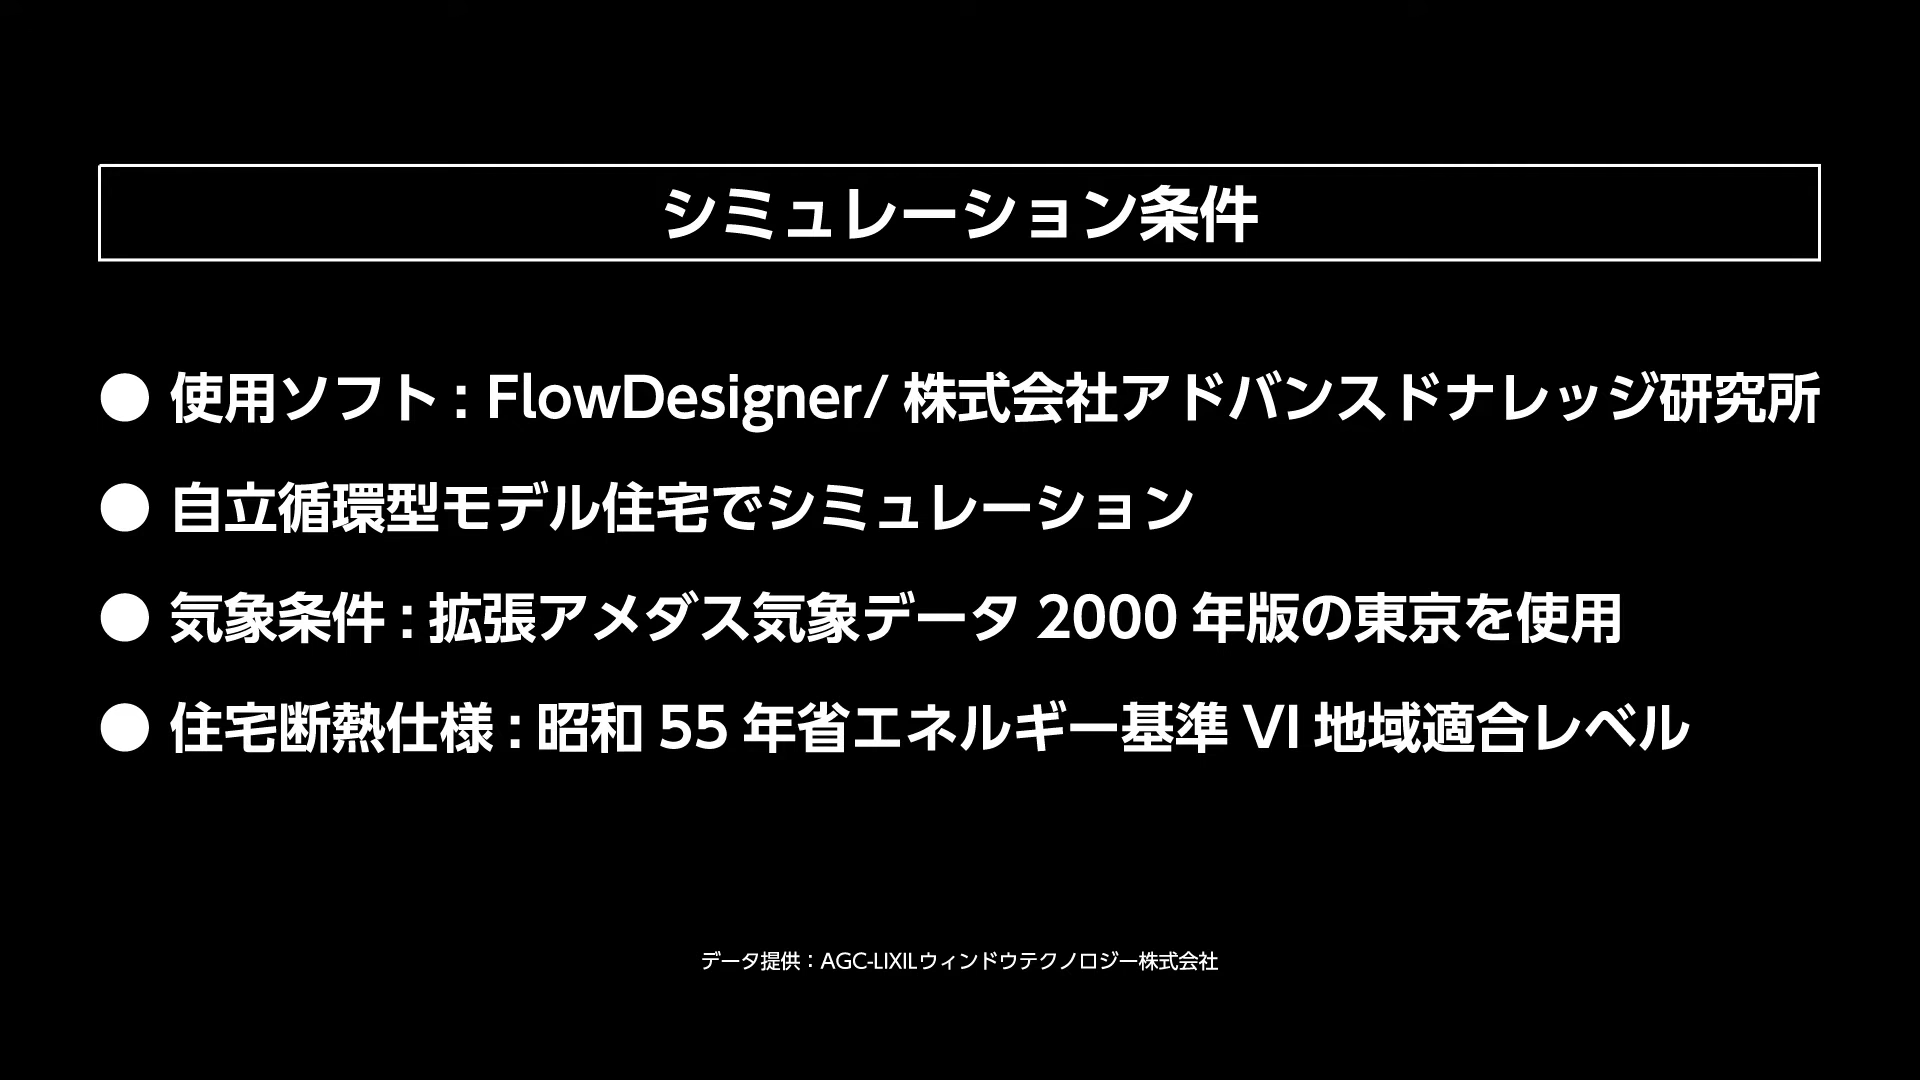 シミュレーション条件
● 使用ソフト : FlowDesigner/ 株式会社アドバンスドナレッジ研究所
● 自立循環型モデル住宅でシミュレーション
● 気象条件 : 拡張アメダス気象データ 2000 年版の東京を使用
● 住宅断熱仕様 : 昭和 55 年省エネルギー基準 VI 地域適合レベル
データ提供：AGC-LIXILウィンドウテクノロジー株式会社